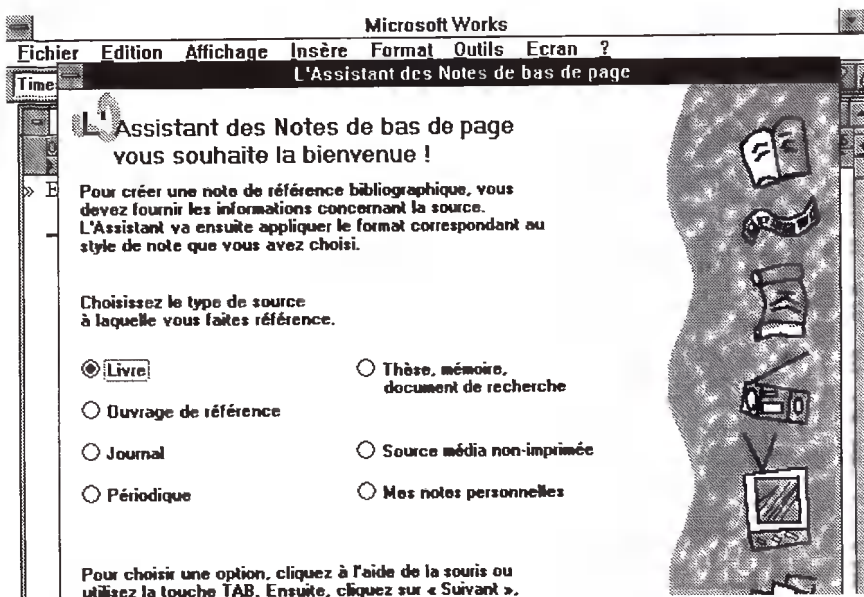 Microsoft Works
Fichier Edition Affichage Insère Format Outils Ecran ?
L'Assistant des Notes de bas de page
Time
L'Assistant des Notes de bas de page
vous souhaite la bienvenue !
Pour créer une note de référence bibliographique, vous
devez fournir les informations concernant la source.
L'Assistant va ensuite appliquer le format correspondant au
style de note que vous avez choisi.
Choisissez le type de source
à laquelle vous faites référence.
Livre
Ouvrage de référence
Journal
Périodique
Thèse, mémoire,
document de recherche
Source média non-imprimée
Mes notes personnelles
Pour choisir une option, cliquez à l'aide de la souris ou
utilisez la touche TAB. Ensuite, cliquez sur « Suivant ».